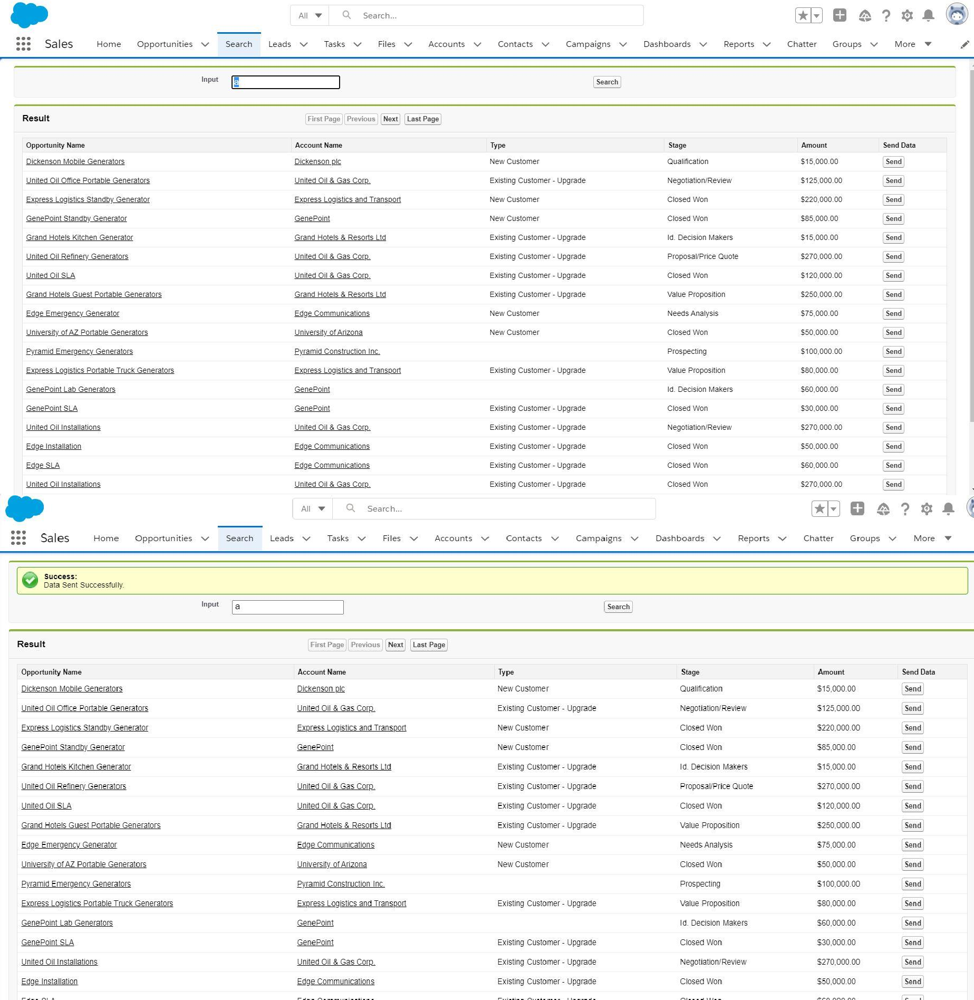 All Search...
Sales Home Opportunities Search Leads Tasks Files Accounts Contacts Campaigns Dashboards Reports Chatter Groups More
Input a Search
Result First Page Previous Next Last Page
Opportunity Name Account Name Type Stage Amount Send Data
Dickenson Mobile Generators Dickenson plc New Customer Qualification $15,000.00 Send
United Oil Office Portable Generators United Oil & Gas Corp. Existing Customer - Upgrade Negotiation/Review $125,000.00 Send
Express Logistics Standby Generator Express Logistics and Transport New Customer Closed Won $220,000.00 Send
GenePoint Standby Generator GenePoint New Customer Closed Won $85,000.00 Send
Grand Hotels Kitchen Generator Grand Hotels & Resorts Ltd Existing Customer - Upgrade Id. Decision Makers $15,000.00 Send
United Oil Refinery Generators United Oil & Gas Corp. Existing Customer - Upgrade Proposal/Price Quote $270,000.00 Send
United Oil SLA United Oil & Gas Corp. Existing Customer - Upgrade Closed Won $120,000.00 Send
Grand Hotels Guest Portable Generators Grand Hotels & Resorts Ltd Existing Customer - Upgrade Value Proposition $250,000.00 Send
Edge Emergency Generator Edge Communications New Customer Needs Analysis $75,000.00 Send
University of AZ Portable Generators University of Arizona New Customer Closed Won $50,000.00 Send
Pyramid Emergency Generators Pyramid Construction Inc. Prospecting $100,000.00 Send
Express Logistics Portable Truck Generators Express Logistics and Transport Existing Customer - Upgrade Value Proposition $80,000.00 Send
GenePoint Lab Generators GenePoint Id. Decision Makers $60,000.00 Send
GenePoint SLA GenePoint Existing Customer - Upgrade Closed Won $30,000.00 Send
United Oil Installations United Oil & Gas Corp. Existing Customer - Upgrade Negotiation/Review $270,000.00 Send
Edge Installation Edge Communications Existing Customer - Upgrade Closed Won $50,000.00 Send
Edge SLA Edge Communications Existing Customer - Upgrade Closed Won $60,000.00 Send
United Oil Installations United Oil & Gas Corp. Existing Customer - Upgrade Closed Won $270,000.00 Send
All Search...
Sales Home Opportunities Search Leads Tasks Files Accounts Contacts Campaigns Dashboards Reports Chatter Groups More
Success:
Data Sent Successfully.
Input a Search
Result First Page Previous Next Last Page
Opportunity Name Account Name Type Stage Amount Send Data
Dickenson Mobile Generators Dickenson plc New Customer Qualification $15,000.00 Send
United Oil Office Portable Generators United Oil & Gas Corp. Existing Customer - Upgrade Negotiation/Review $125,000.00 Send
Express Logistics Standby Generator Express Logistics and Transport New Customer Closed Won $220,000.00 Send
GenePoint Standby Generator GenePoint New Customer Closed Won $85,000.00 Send
Grand Hotels Kitchen Generator Grand Hotels & Resorts Ltd Existing Customer - Upgrade Id. Decision Makers $15,000.00 Send
United Oil Refinery Generators United Oil & Gas Corp. Existing Customer - Upgrade Proposal/Price Quote $270,000.00 Send
United Oil SLA United Oil & Gas Corp. Existing Customer - Upgrade Closed Won $120,000.00 Send
Grand Hotels Guest Portable Generators Grand Hotels & Resorts Ltd Existing Customer - Upgrade Value Proposition $250,000.00 Send
Edge Emergency Generator Edge Communications New Customer Needs Analysis $75,000.00 Send
University of AZ Portable Generators University of Arizona New Customer Closed Won $50,000.00 Send
Pyramid Emergency Generators Pyramid Construction Inc. Prospecting $100,000.00 Send
Express Logistics Portable Truck Generators Express Logistics and Transport Existing Customer - Upgrade Value Proposition $80,000.00 Send
GenePoint Lab Generators GenePoint Id. Decision Makers $60,000.00 Send
GenePoint SLA GenePoint Existing Customer - Upgrade Closed Won $30,000.00 Send
United Oil Installations United Oil & Gas Corp. Existing Customer - Upgrade Negotiation/Review $270,000.00 Send
Edge Installation Edge Communications Existing Customer - Upgrade Closed Won $50,000.00 Send